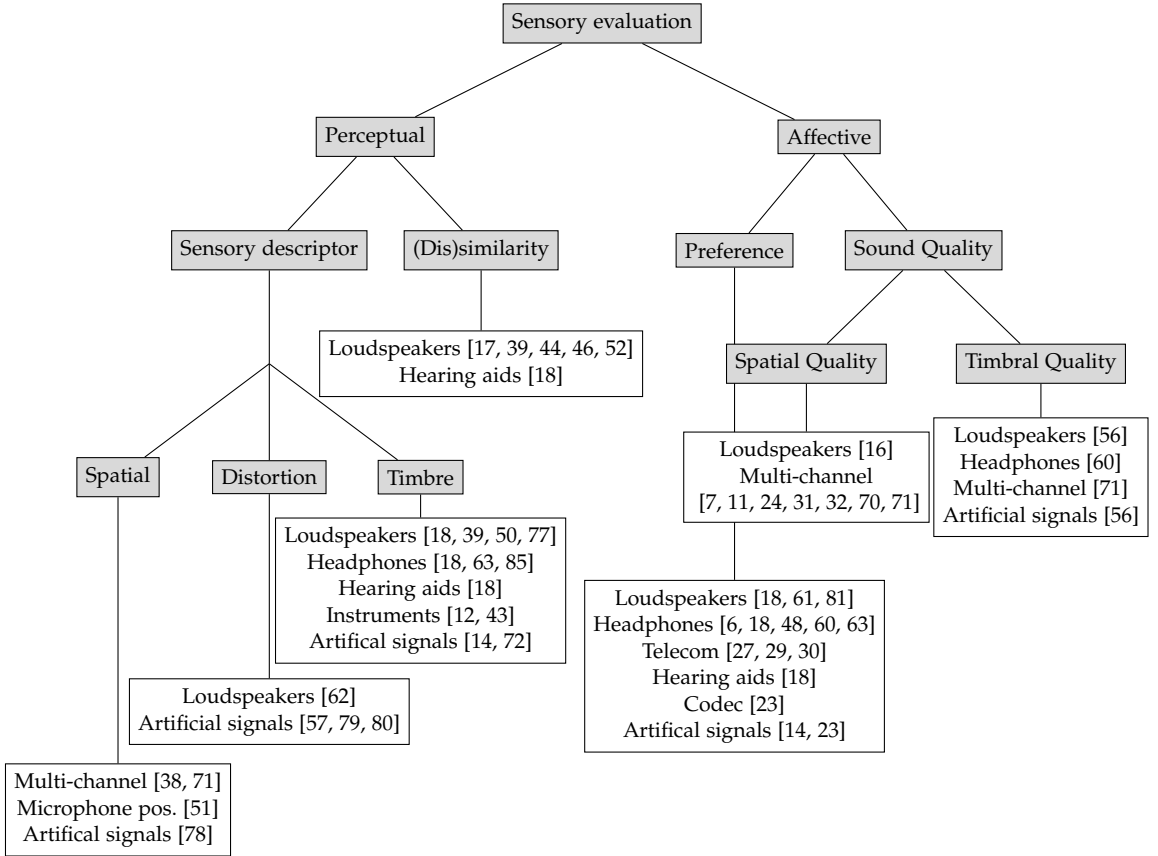 Sensory evaluation
Perceptual
Affective
Sensory descriptor
(Dis)similarity
Preference
Sound Quality
Loudspeakers [17, 39, 44, 46, 52]
Hearing aids [18]
Spatial Quality
Timbral Quality
Loudspeakers [16]
Multi-channel
[7, 11, 24, 31, 32, 70, 71]
Loudspeakers [56]
Headphones [60]
Multi-channel [71]
Artificial signals [56]
Spatial
Distortion
Timbre
Loudspeakers [18, 39, 50, 77]
Headphones [18, 63, 85]
Hearing aids [18]
Instruments [12, 43]
Artifical signals [14, 72]
Loudspeakers [18, 61, 81]
Headphones [6, 18, 48, 60, 63]
Telecom [27, 29, 30]
Hearing aids [18]
Codec [23]
Artifical signals [14, 23]
Loudspeakers [62]
Artificial signals [57, 79, 80]
Multi-channel [38, 71]
Microphone pos. [51]
Artifical signals [78]